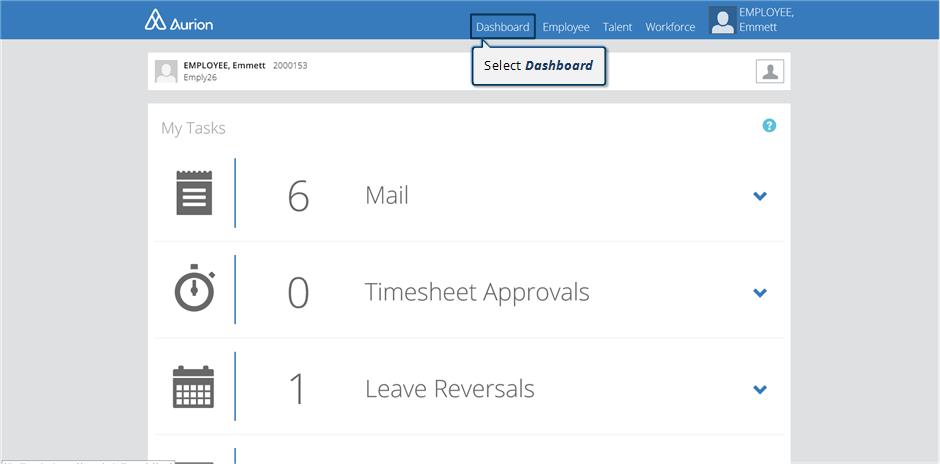 Aurion
Dashboard
Employee
Talent
Workforce
EMPLOYEE,
Emmett
EMPLOYEE, Emmett 2000153
Emply26
Select Dashboard
My Tasks
?
6 Mail
0 Timesheet Approvals
1 Leave Reversals